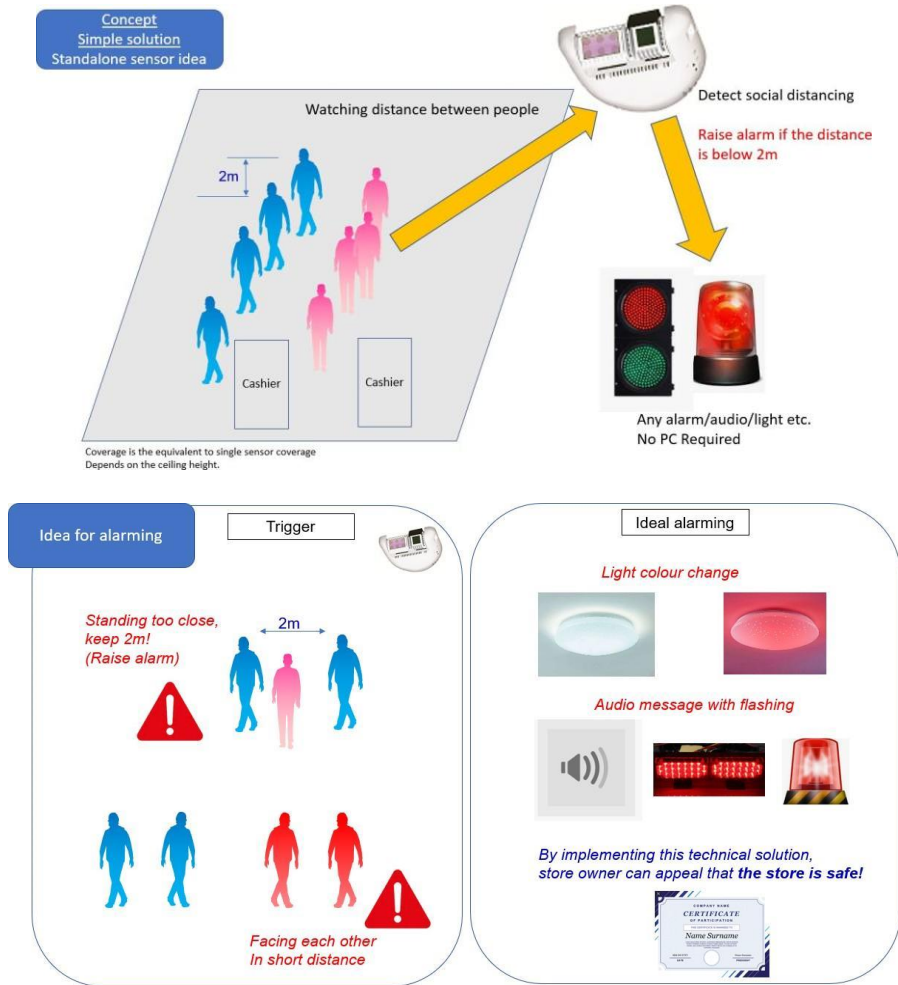 Concept
Simple solution
Standalone sensor idea
Watching distance between people
2m
Cashier
Cashier
Coverage is the equivalent to single sensor coverage
Depends on the ceiling height.
Detect social distancing
Raise alarm if the distance
is below 2m
Any alarm/audio/light etc.
No PC Required
Idea for alarming
Trigger
Standing too close,
keep 2m!
(Raise alarm)
2m
Facing each other
In short distance
Ideal alarming
Light colour change
Audio message with flashing
By implementing this technical solution,
store owner can appeal that the store is safe!
COMPANY NAME
CERTIFICATE
OF PARTICIPATION
Name Surname